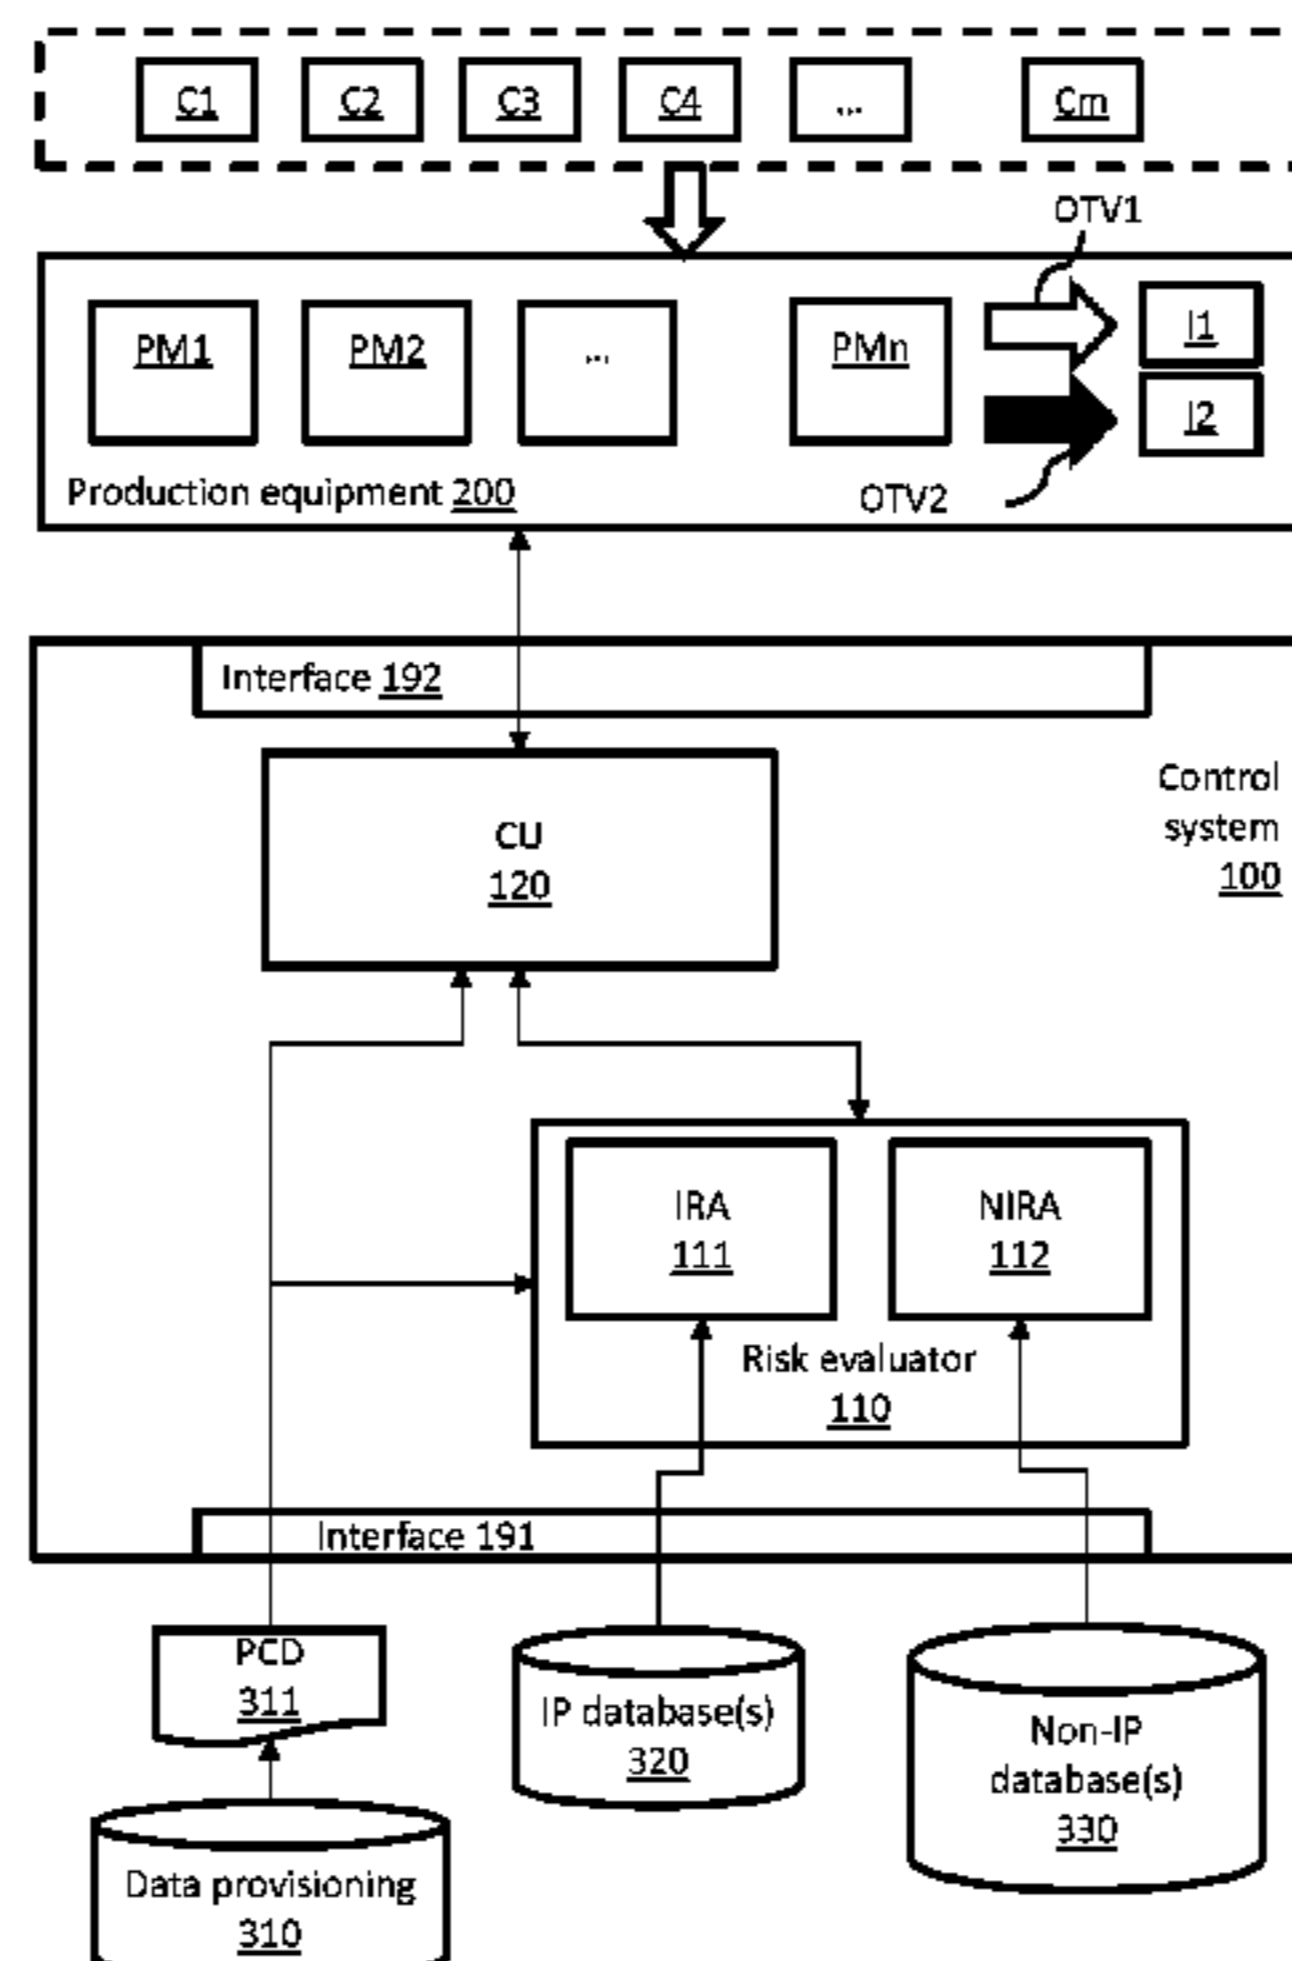 C1 C2 C3 C4 ... Cm
OTV1
PM1 PM2 ... PMn I1
I2
Production equipment 200
OTV2
Interface 192
Control
system
100
CU
120
IRA
111
NIRA
112
Risk evaluator
110
Interface 191
PCD
311
IP database(s)
320
Non-IP
database(s)
330
Data provisioning
310